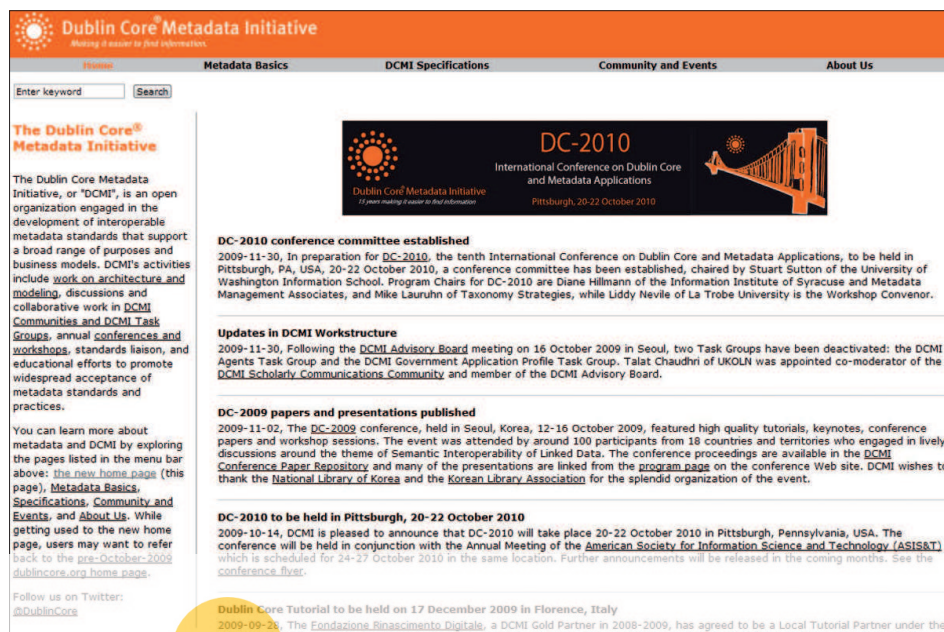 Dublin Core® Metadata Initiative
Making it easier to find information.
Home Metadata Basics DCMI Specifications Community and Events About Us
Enter keyword Search
The Dublin Core®
Metadata Initiative
The Dublin Core Metadata
Initiative, or "DCMI", is an open
organization engaged in the
development of interoperable
metadata standards that support
a broad range of purposes and
business models. DCMI's activities
include work on architecture and
modeling, discussions and
collaborative work in DCMI
Communities and DCMI Task
Groups, annual conferences and
workshops, standards liaison, and
educational efforts to promote
widespread acceptance of
metadata standards and
practices.
You can learn more about
metadata and DCMI by exploring
the pages listed in the menu bar
above: the new home page (this
page), Metadata Basics,
Specifications, Community and
Events, and About Us. While
getting used to the new home
page, users may want to refer
back to the pre-October-2009
dublincore.org home page.
Follow us on Twitter:
@DublinCore
Dublin Core® Metadata Initiative
15 years making it easier to find information
DC-2010
International Conference on Dublin Core
and Metadata Applications
Pittsburgh, 20-22 October 2010
DC-2010 conference committee established
2009-11-30, In preparation for DC-2010, the tenth International Conference on Dublin Core and Metadata Applications, to be held in
Pittsburgh, PA, USA, 20-22 October 2010, a conference committee has been established, chaired by Stuart Sutton of the University of
Washington Information School. Program Chairs for DC-2010 are Diane Hillmann of the Information Institute of Syracuse and Metadata
Management Associates, and Mike Lauruhn of Taxonomy Strategies, while Liddy Nevile of La Trobe University is the Workshop Convenor.
Updates in DCMI Workstructure
2009-11-30, Following the DCMI Advisory Board meeting on 16 October 2009 in Seoul, two Task Groups have been deactivated: the DCMI
Agents Task Group and the DCMI Government Application Profile Task Group. Talat Chaudhri of UKOLN was appointed co-moderator of the
DCMI Scholarly Communications Community and member of the DCMI Advisory Board.
DC-2009 papers and presentations published
2009-11-02, The DC-2009 conference, held in Seoul, Korea, 12-16 October 2009, featured high quality tutorials, keynotes, conference
papers and workshop sessions. The event was attended by around 100 participants from 18 countries and territories who engaged in lively
discussions around the theme of Semantic Interoperability of Linked Data. The conference proceedings are available in the DCMI
Conference Paper Repository and many of the presentations are linked from the program page on the conference Web site. DCMI wishes to
thank the National Library of Korea and the Korean Library Association for the splendid organization of the event.
DC-2010 to be held in Pittsburgh, 20-22 October 2010
2009-10-14, DCMI is pleased to announce that DC-2010 will take place 20-22 October 2010 in Pittsburgh, Pennsylvania, USA. The
conference will be held in conjunction with the Annual Meeting of the American Society for Information Science and Technology (ASIS&T)
which is scheduled for 24-27 October 2010 in the same location. Further announcements will be released in the coming months. See the
conference flyer.
Dublin Core Tutorial to be held on 17 December 2009 in Florence, Italy
2009-09-28, The Fondazione Rinascimento Digitale, a DCMI Gold Partner in 2008-2009, has agreed to be a Local Tutorial Partner under the